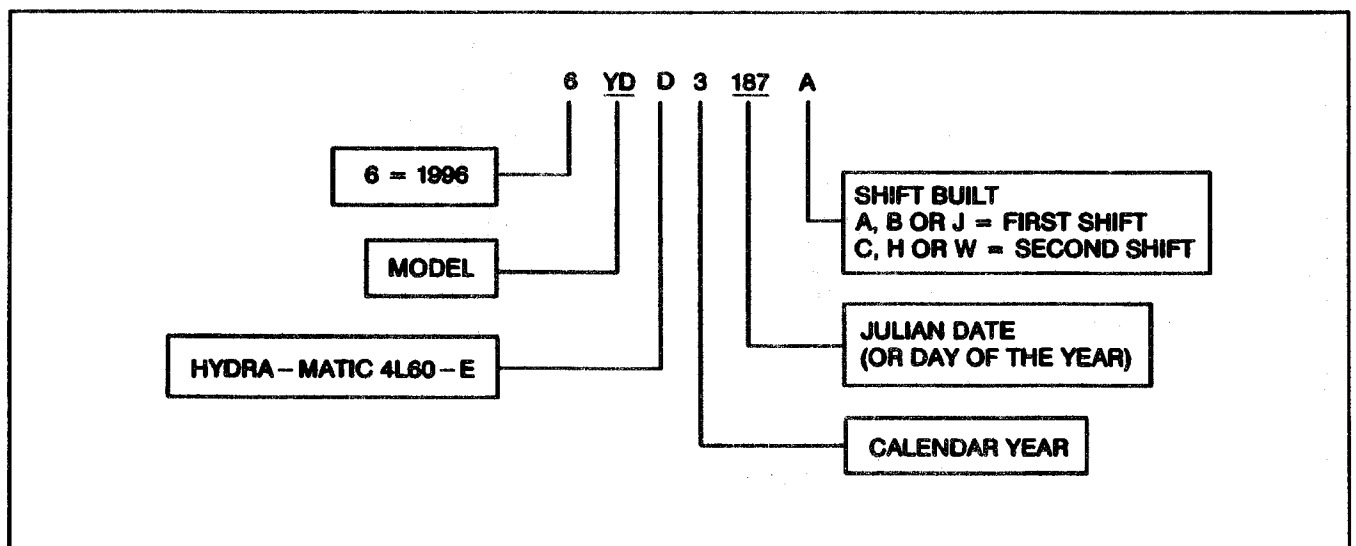 6 YD D 3 187 A
6 = 1996
MODEL
HYDRA – MATIC 4L60 – E
SHIFT BUILT
A, B OR J = FIRST SHIFT
C, H OR W = SECOND SHIFT
JULIAN DATE
(OR DAY OF THE YEAR)
CALENDAR YEAR